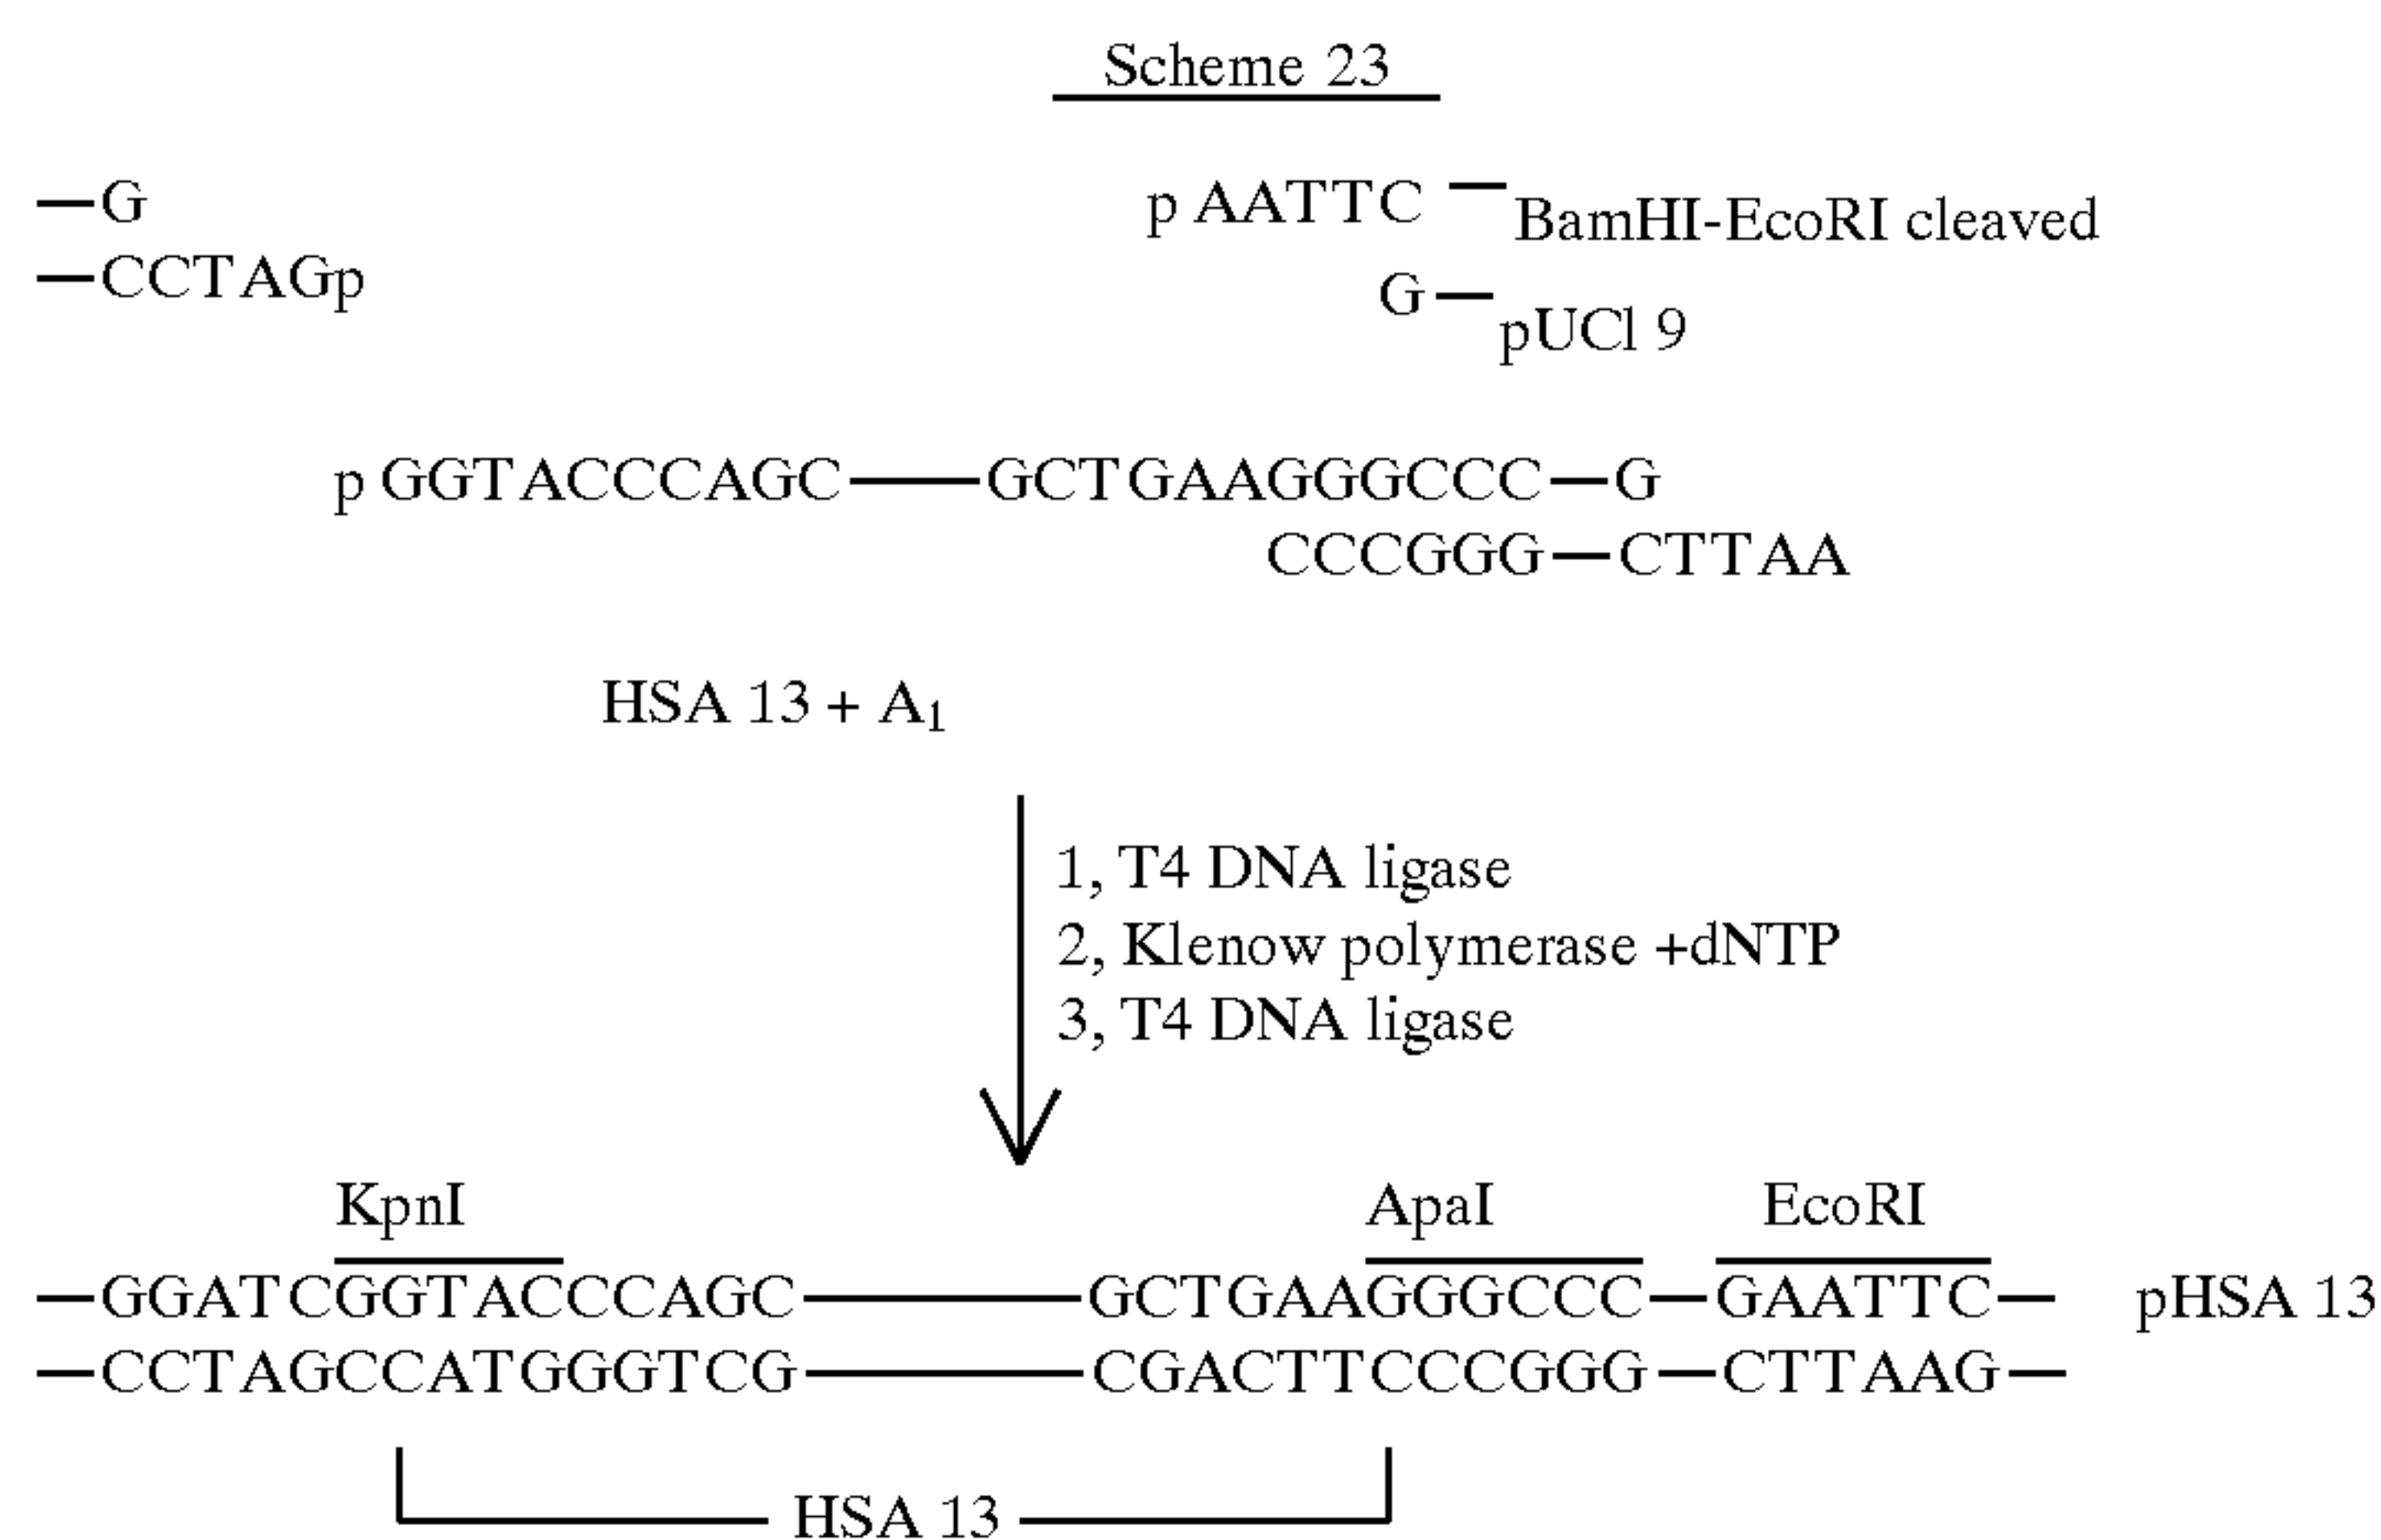 Scheme 23
—G p AATTC — BamHI-EcoRI cleaved
—CCTAGp G— pUCl 9
p GGTACCCAGC——GCTGAAGGGCCC—G
CCCGGG—CTTAA
HSA 13 + A1
1, T4 DNA ligase
2, Klenow polymerase +dNTP
3, T4 DNA ligase
KpnI ApaI EcoRI
—GGATCGGTACCCAGC————GCTGAAGGGCCC—GAATTC— pHSA 13
—CCTAGCCATGGGTCG————CGACTTCCCGGG—CTTAAG—
HSA 13